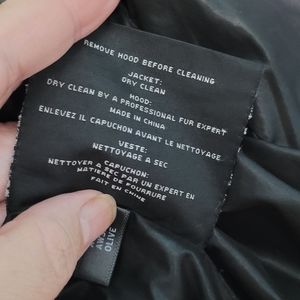 REMOVE HOOD BEFORE CLEANING
JACKET:
DRY CLEAN
HOOD:
DRY CLEAN BY A PROFESSIONAL FUR EXPERT
MADE IN CHINA
ENLEVEZ IL CAPUCHON AVANT LE NETTOYAGE
VESTE:
NETTOYAGE A SEC
CAPUCHON:
NETTOYER A SEC PAR UN EXPERT EN
MATIERE DE FOURRURE
FAIT EN CHINE
OLIVE